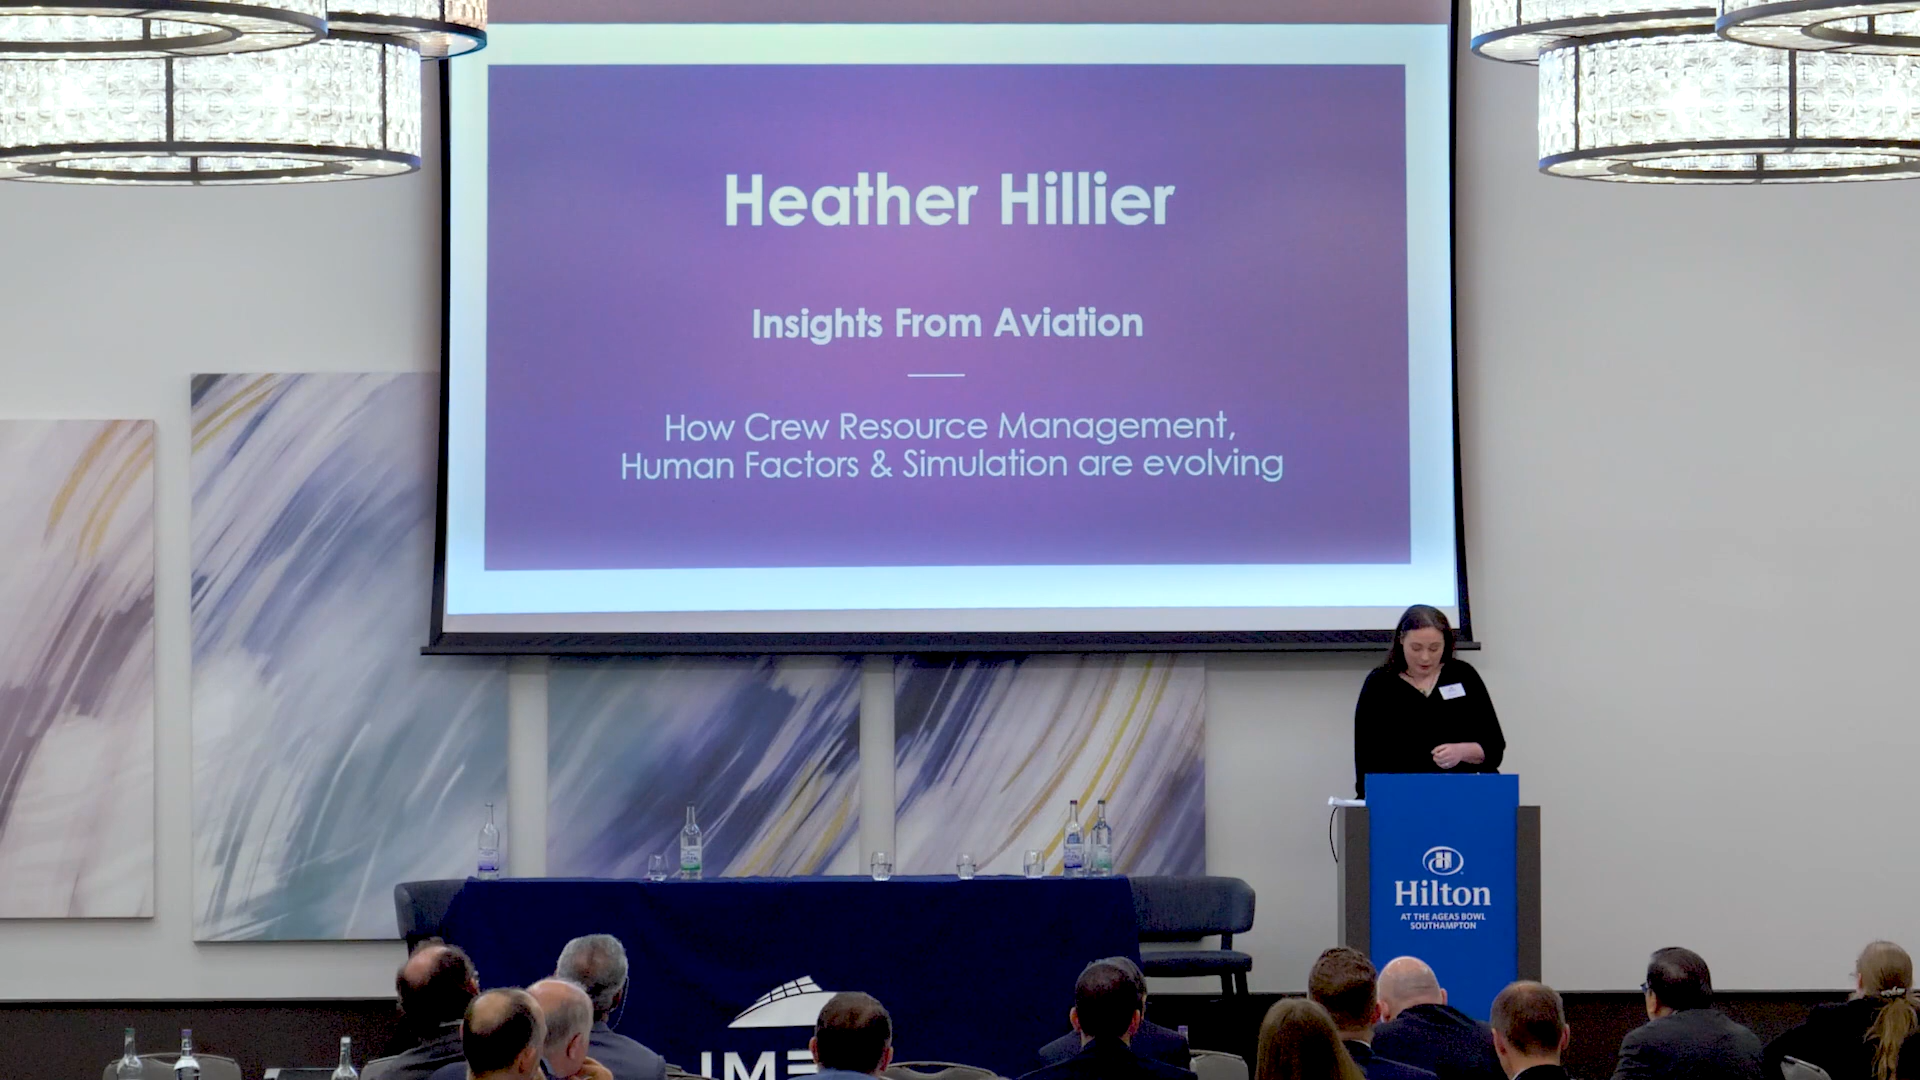 Heather Hillier
Insights From Aviation
How Crew Resource Management,
Human Factors & Simulation are evolving
H
Hilton
AT THE AGEAS BOWL
SOUTHAMPTON